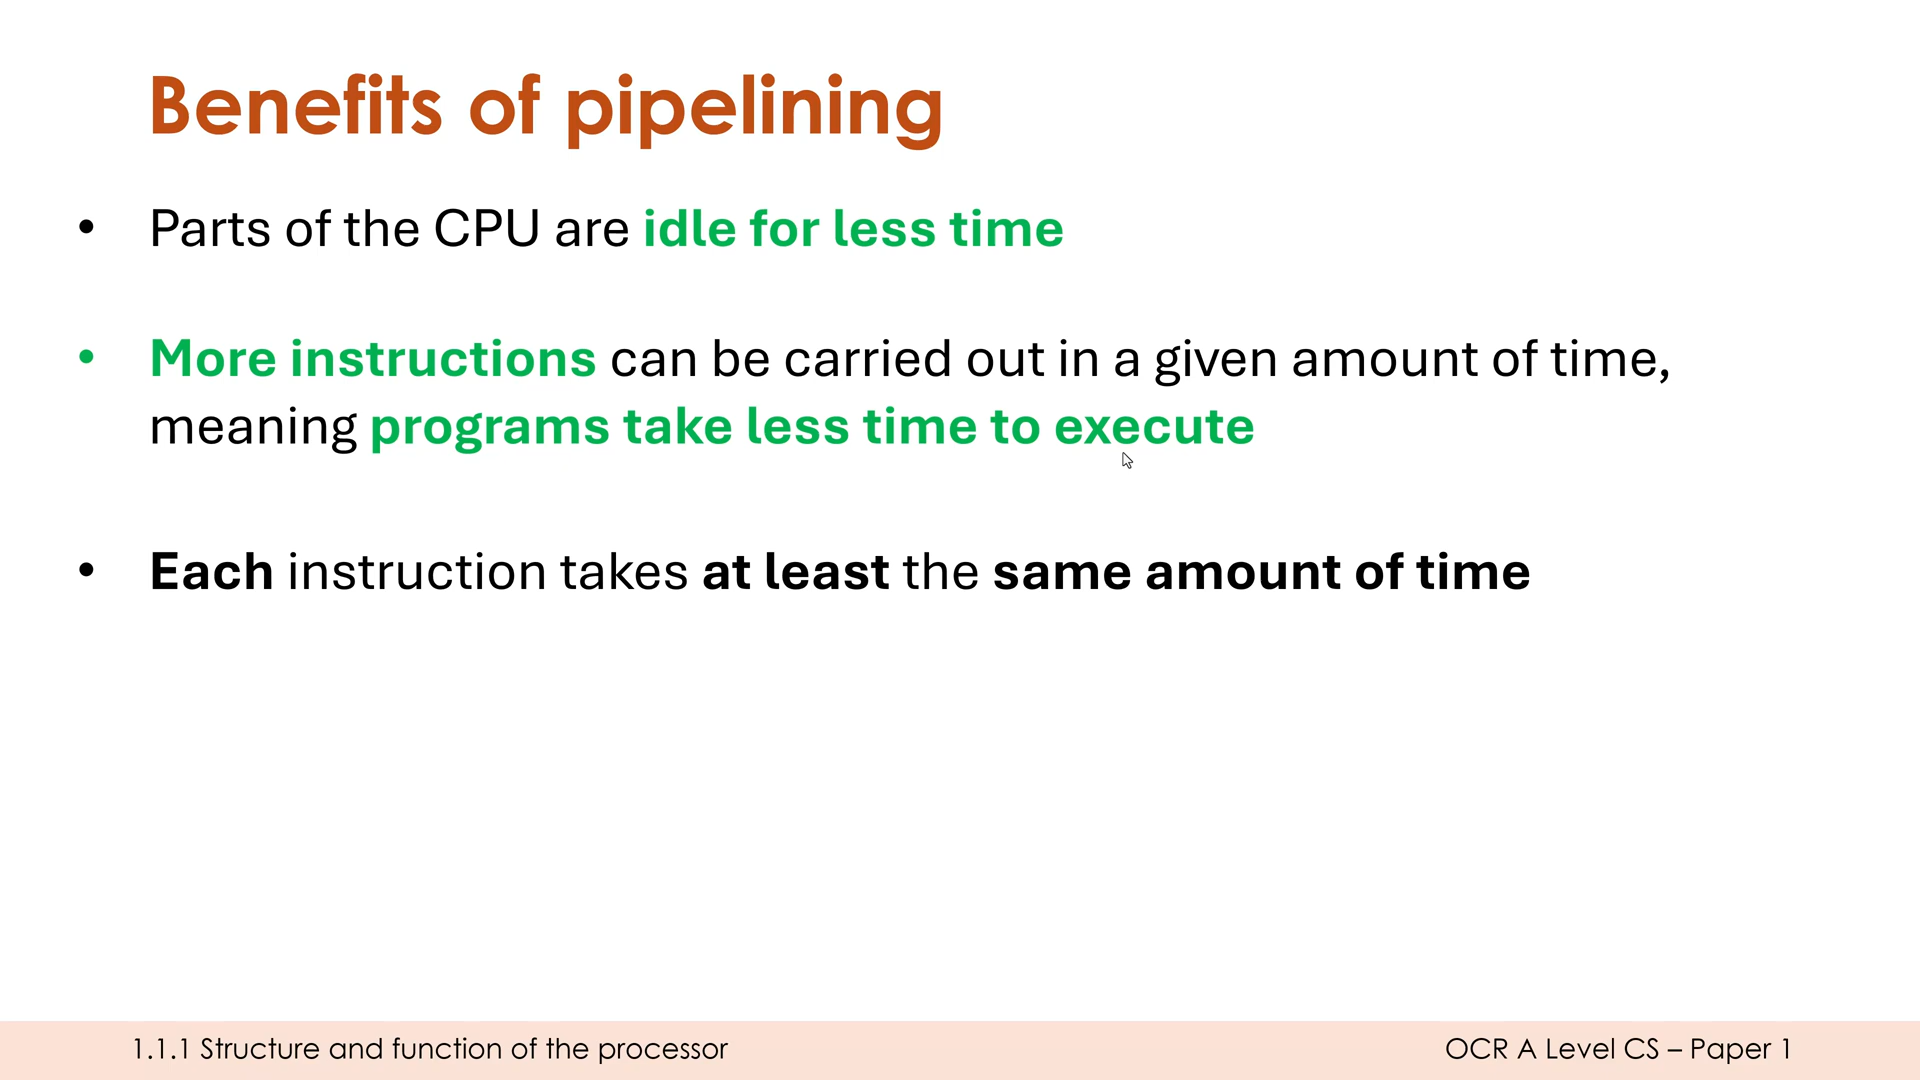 Benefits of pipelining
• Parts of the CPU are idle for less time
• More instructions can be carried out in a given amount of time,
meaning programs take less time to execute
• Each instruction takes at least the same amount of time
1.1.1 Structure and function of the processor
OCR A Level CS – Paper 1